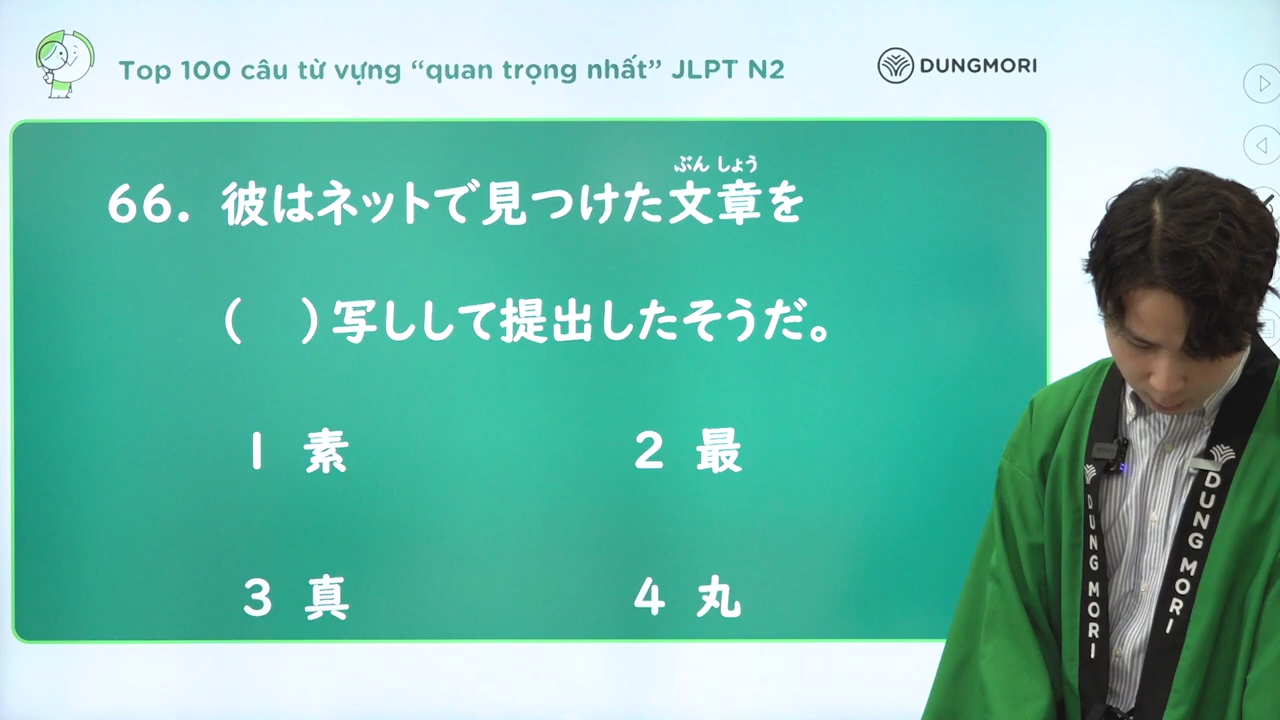 Top 100 câu từ vựng “quan trọng nhất” JLPT N2
DUNGMORI
ぶんしょう
66. 彼はネットで見つけた文章を
( )写しして提出したそうだ。
1 素
2 最
3 真
4 丸
DUNG MORI
DUNG MORI